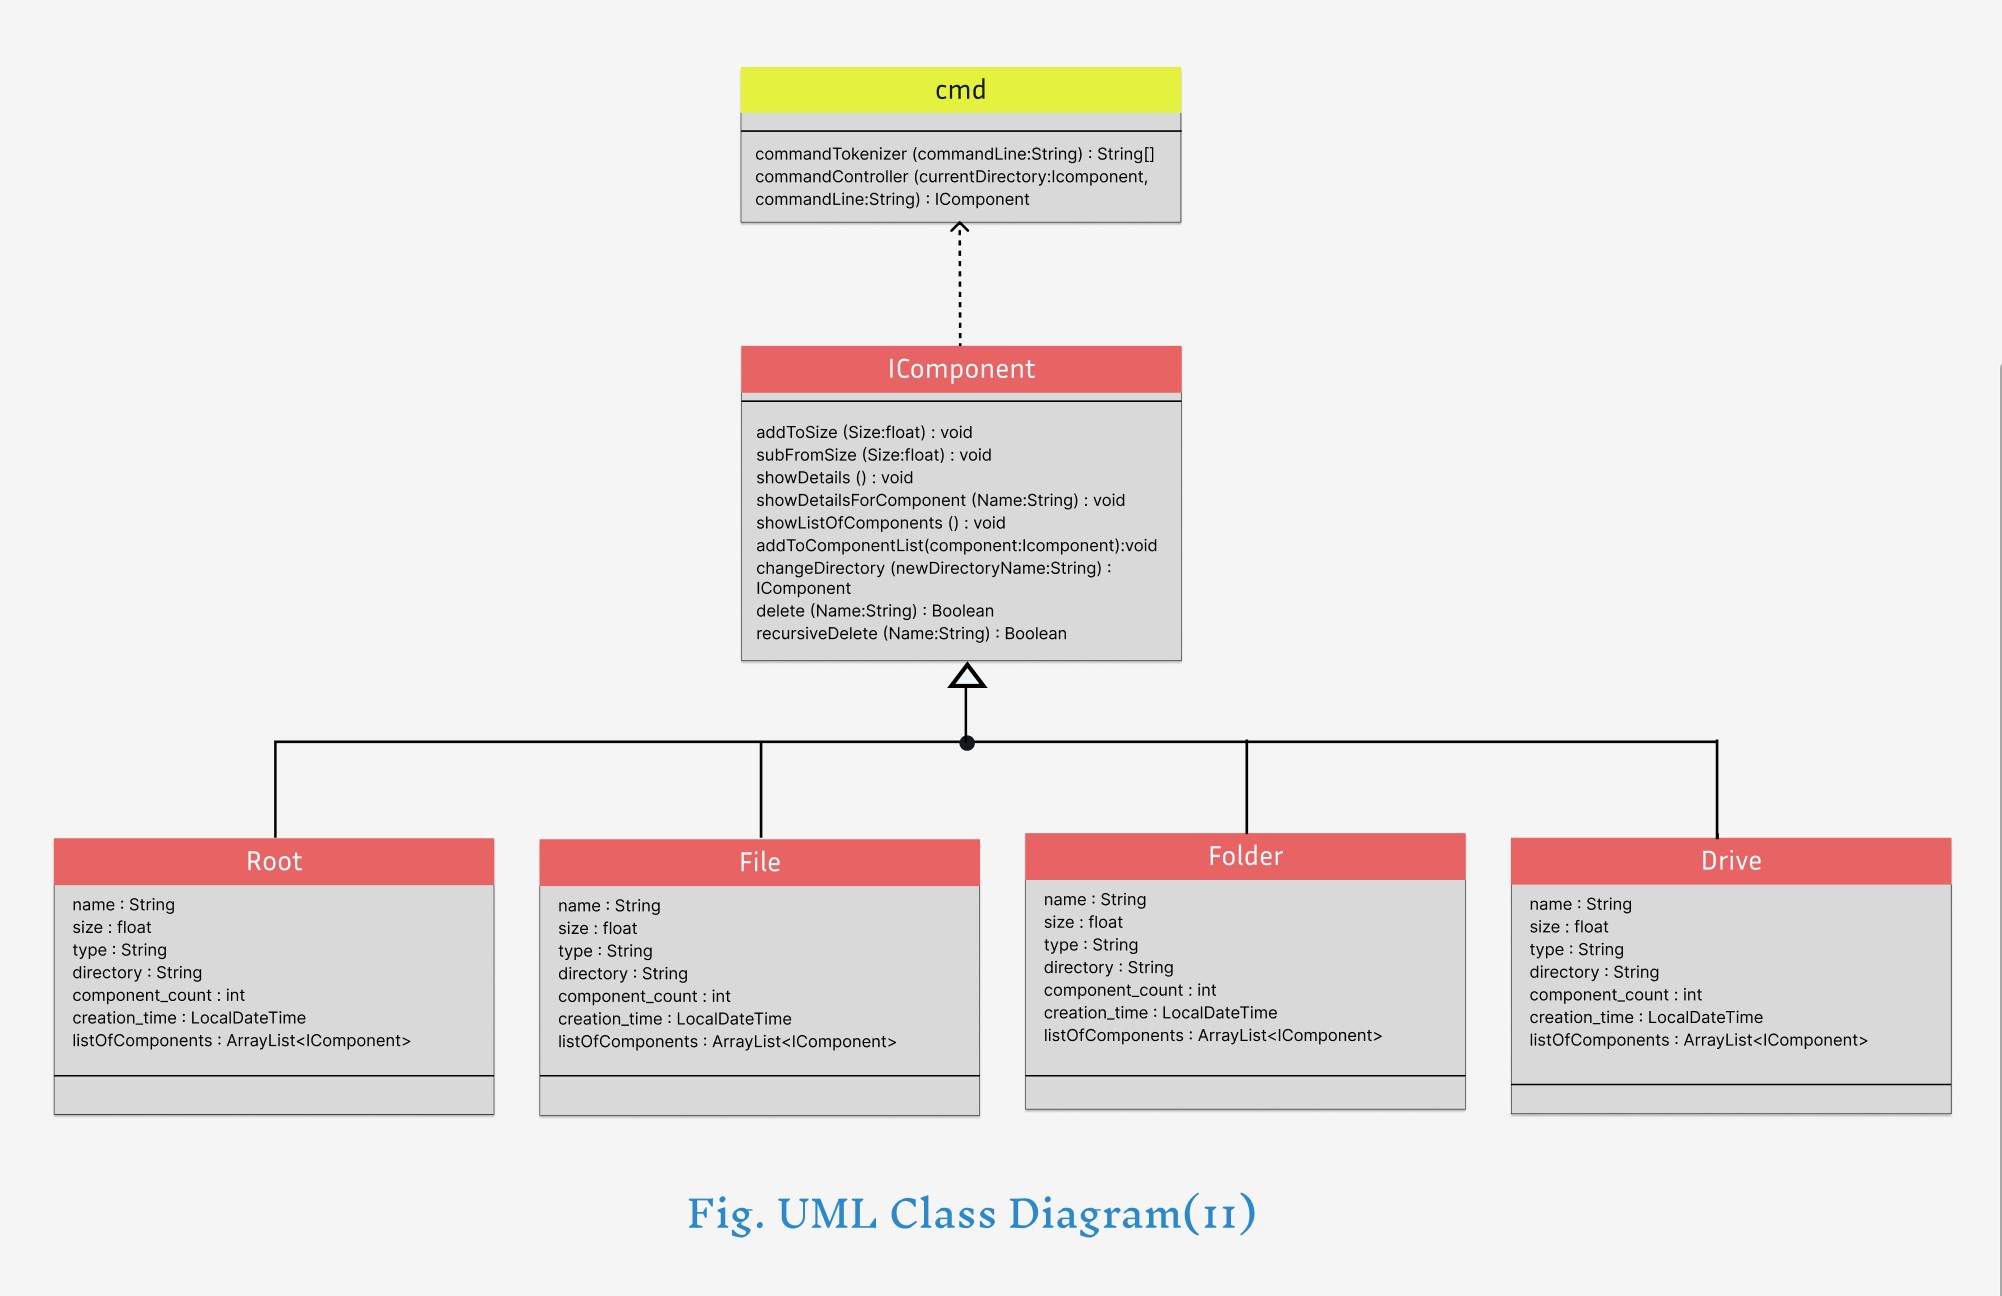 cmd
commandTokenizer (commandLine:String) : String[]
commandController (currentDirectory:Icomponent,
commandLine:String) : IComponent
IComponent
addToSize (Size:float) : void
subFromSize (Size:float) : void
showDetails () : void
showDetailsForComponent (Name:String) : void
showListOfComponents () : void
addToComponentList(component:Icomponent):void
changeDirectory (newDirectoryName:String) :
IComponent
delete (Name:String) : Boolean
recursiveDelete (Name:String) : Boolean
Root
name : String
size : float
type : String
directory : String
component_count : int
creation_time : LocalDateTime
listOfComponents : ArrayList<IComponent>
File
name : String
size : float
type : String
directory : String
component_count : int
creation_time : LocalDateTime
listOfComponents : ArrayList<IComponent>
Folder
name : String
size : float
type : String
directory : String
component_count : int
creation_time : LocalDateTime
listOfComponents : ArrayList<IComponent>
Drive
name : String
size : float
type : String
directory : String
component_count : int
creation_time : LocalDateTime
listOfComponents : ArrayList<IComponent>
Fig. UML Class Diagram(11)